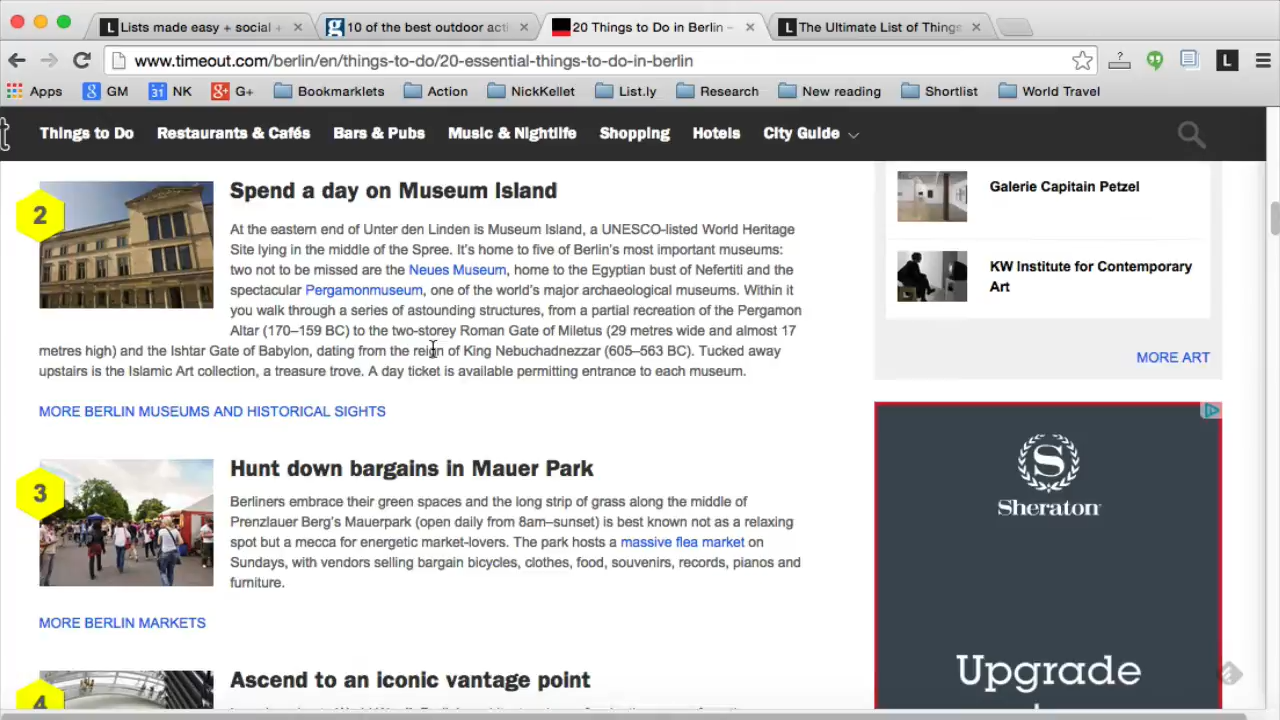 Lists made easy + social +
10 of the best outdoor acti
20 Things to Do in Berlin –
The Ultimate List of Things
www.timeout.com/berlin/en/things-to-do/20-essential-things-to-do-in-berlin
Apps GM NK G+ Bookmarklets Action NickKellet List.ly Research New reading Shortlist World Travel
t Things to Do Restaurants & Cafés Bars & Pubs Music & Nightlife Shopping Hotels City Guide
2
Spend a day on Museum Island
At the eastern end of Unter den Linden is Museum Island, a UNESCO-listed World Heritage
Site lying in the middle of the Spree. It's home to five of Berlin's most important museums:
two not to be missed are the Neues Museum, home to the Egyptian bust of Nefertiti and the
spectacular Pergamonmuseum, one of the world's major archaeological museums. Within it
you walk through a series of astounding structures, from a partial recreation of the Pergamon
Altar (170–159 BC) to the two-storey Roman Gate of Miletus (29 metres wide and almost 17
metres high) and the Ishtar Gate of Babylon, dating from the reign of King Nebuchadnezzar (605–563 BC). Tucked away
upstairs is the Islamic Art collection, a treasure trove. A day ticket is available permitting entrance to each museum.
MORE BERLIN MUSEUMS AND HISTORICAL SIGHTS
3
Hunt down bargains in Mauer Park
Berliners embrace their green spaces and the long strip of grass along the middle of
Prenzlauer Berg's Mauerpark (open daily from 8am–sunset) is best known not as a relaxing
spot but a mecca for energetic market-lovers. The park hosts a massive flea market on
Sundays, with vendors selling bargain bicycles, clothes, food, souvenirs, records, pianos and
furniture.
MORE BERLIN MARKETS
4
Ascend to an iconic vantage point
Galerie Capitain Petzel
KW Institute for Contemporary
Art
MORE ART
S
Sheraton
Upgrade